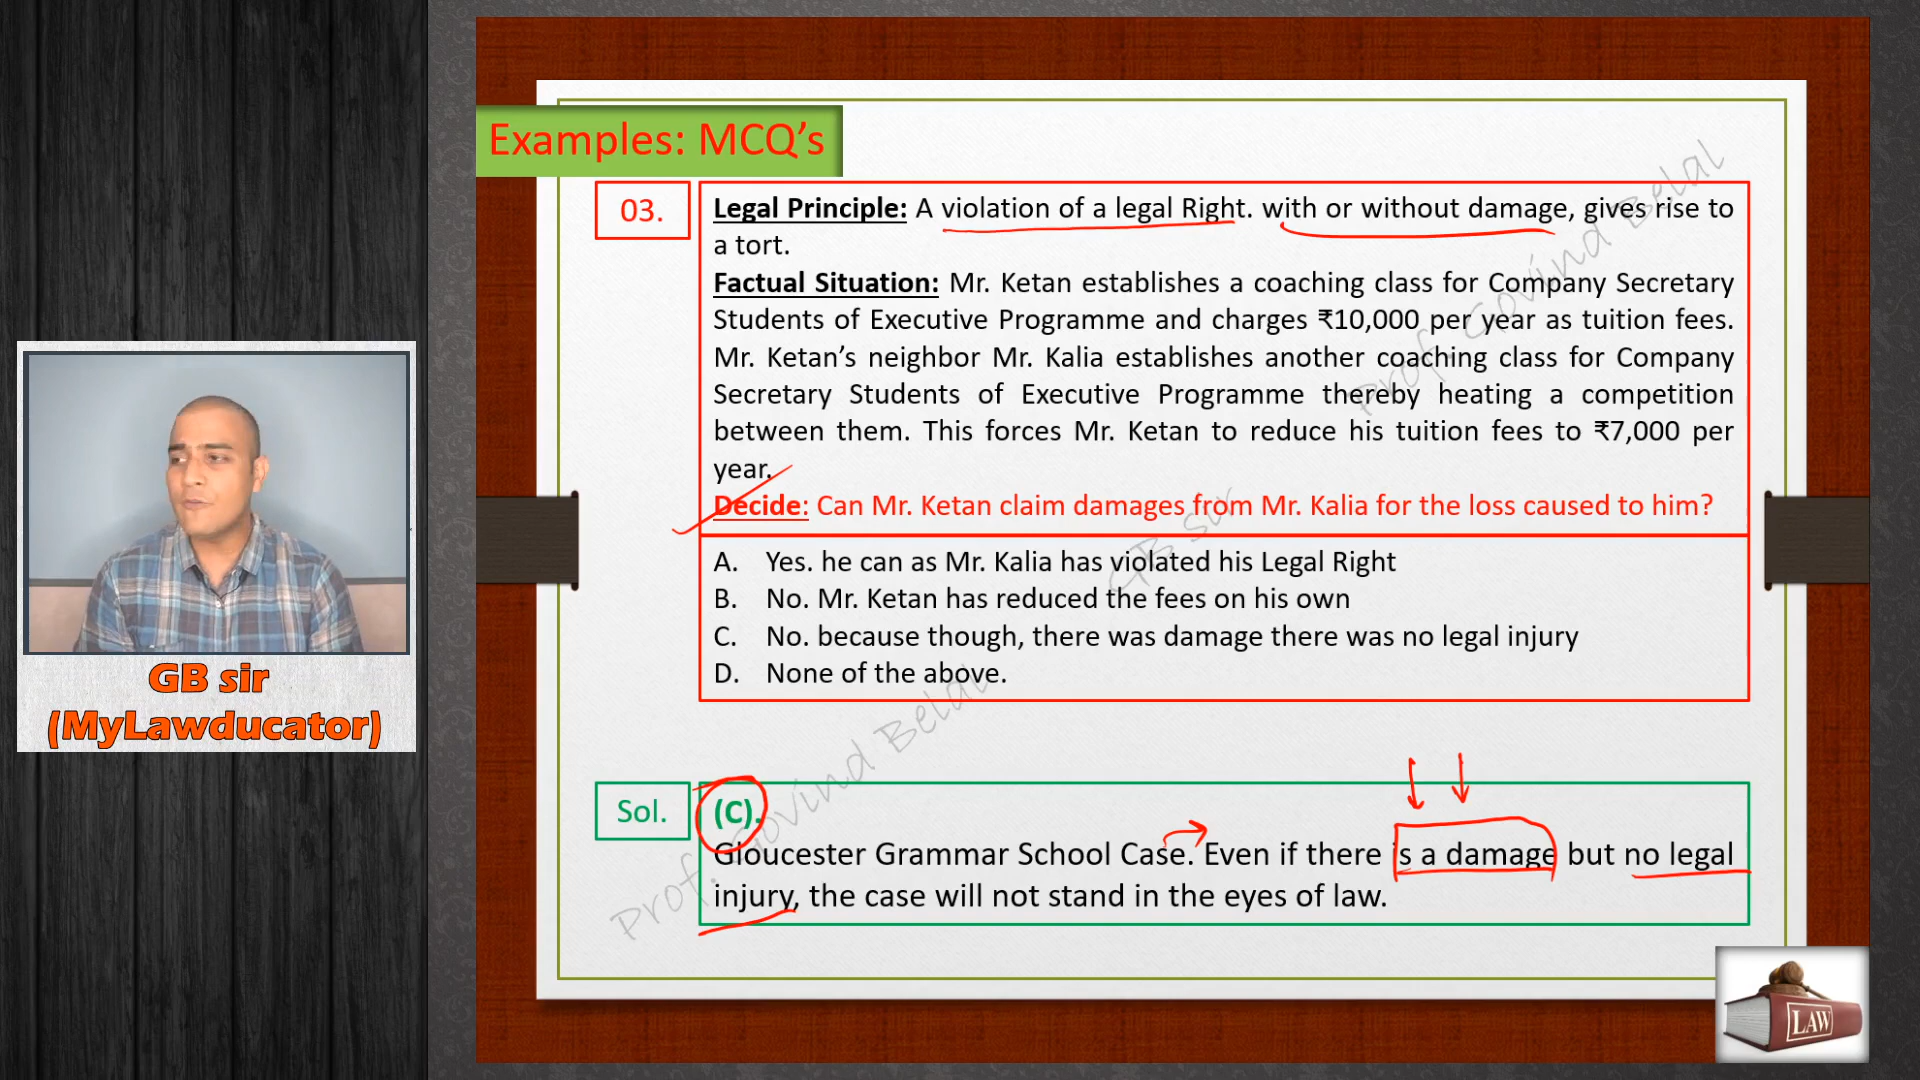 Examples: MCQ’s
03.
Legal Principle: A violation of a legal Right. with or without damage, gives rise to
a tort.
Factual Situation: Mr. Ketan establishes a coaching class for Company Secretary
Students of Executive Programme and charges ₹10,000 per year as tuition fees.
Mr. Ketan’s neighbor Mr. Kalia establishes another coaching class for Company
Secretary Students of Executive Programme thereby heating a competition
between them. This forces Mr. Ketan to reduce his tuition fees to ₹7,000 per
year.
Decide: Can Mr. Ketan claim damages from Mr. Kalia for the loss caused to him?
A. Yes. he can as Mr. Kalia has violated his Legal Right
B. No. Mr. Ketan has reduced the fees on his own
C. No. because though, there was damage there was no legal injury
D. None of the above.
Sol.
(C).
Gloucester Grammar School Case. Even if there is a damage but no legal
injury, the case will not stand in the eyes of law.
GB sir
(MyLawducator)
Prof. Govind Belal
GB sir
Prof. Govind Belal
LAW